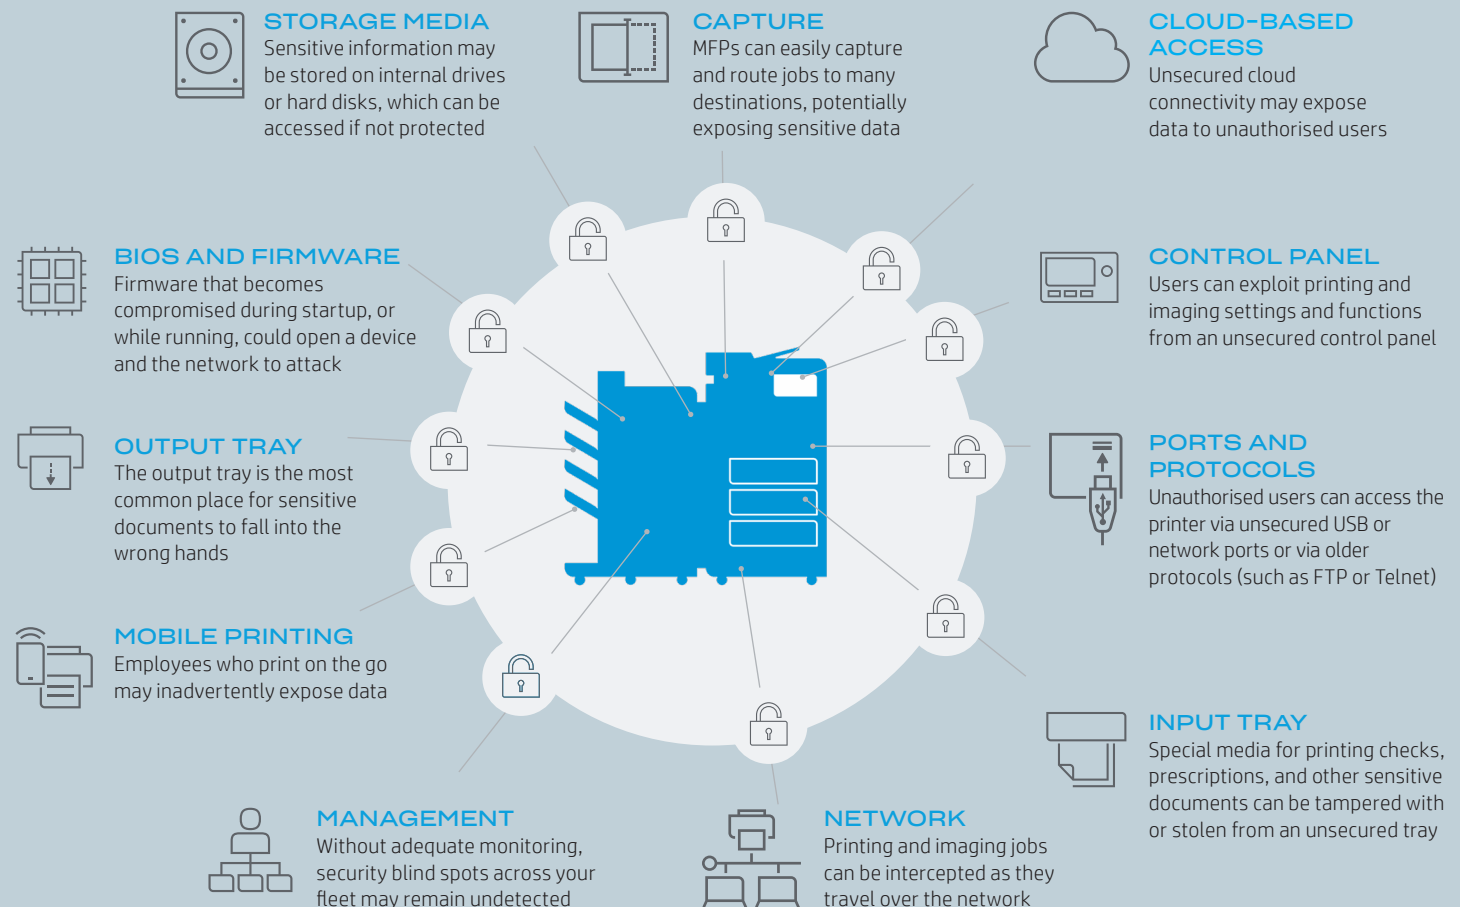 STORAGE MEDIA
Sensitive information may
be stored on internal drives
or hard disks, which can be
accessed if not protected
CAPTURE
MFPs can easily capture
and route jobs to many
destinations, potentially
exposing sensitive data
CLOUD-BASED
ACCESS
Unsecured cloud
connectivity may expose
data to unauthorised users
BIOS AND FIRMWARE
Firmware that becomes
compromised during startup, or
while running, could open a device
and the network to attack
CONTROL PANEL
Users can exploit printing and
imaging settings and functions
from an unsecured control panel
OUTPUT TRAY
The output tray is the most
common place for sensitive
documents to fall into the
wrong hands
PORTS AND
PROTOCOLS
Unauthorised users can access the
printer via unsecured USB or
network ports or via older
protocols (such as FTP or Telnet)
MOBILE PRINTING
Employees who print on the go
may inadvertently expose data
INPUT TRAY
Special media for printing checks,
prescriptions, and other sensitive
documents can be tampered with
or stolen from an unsecured tray
MANAGEMENT
Without adequate monitoring,
security blind spots across your
fleet may remain undetected
NETWORK
Printing and imaging jobs
can be intercepted as they
travel over the network